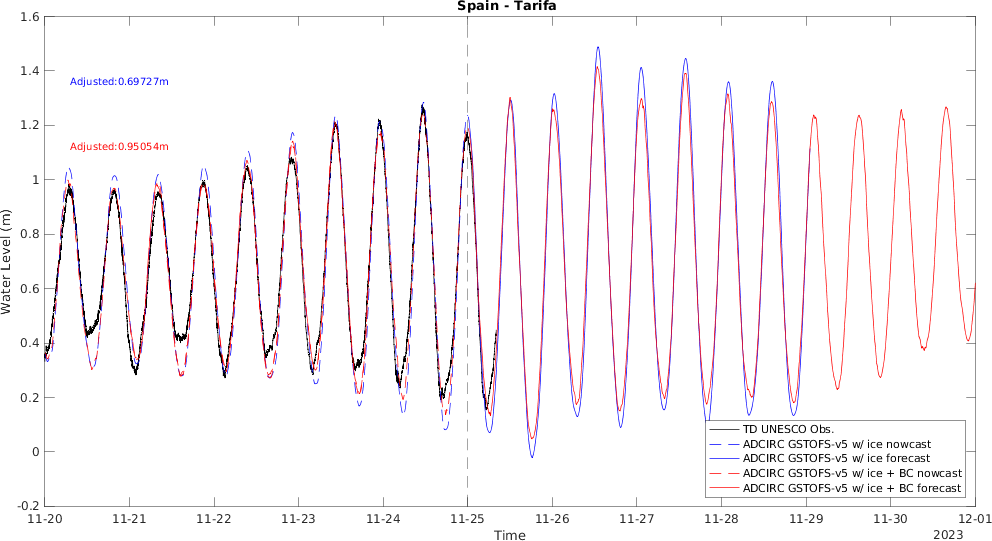 Spain - Tarifa
1.6
1.4
1.2
1
0.8
0.6
0.4
0.2
0
-0.2
Water Level (m)
Adjusted:0.69727m
Adjusted:0.95054m
TD UNESCO Obs.
ADCIRC GSTOFS-v5 w/ ice nowcast
ADCIRC GSTOFS-v5 w/ ice forecast
ADCIRC GSTOFS-v5 w/ ice + BC nowcast
ADCIRC GSTOFS-v5 w/ ice + BC forecast
11-20 11-21 11-22 11-23 11-24 11-25 11-26 11-27 11-28 11-29 11-30 12-01
Time
2023